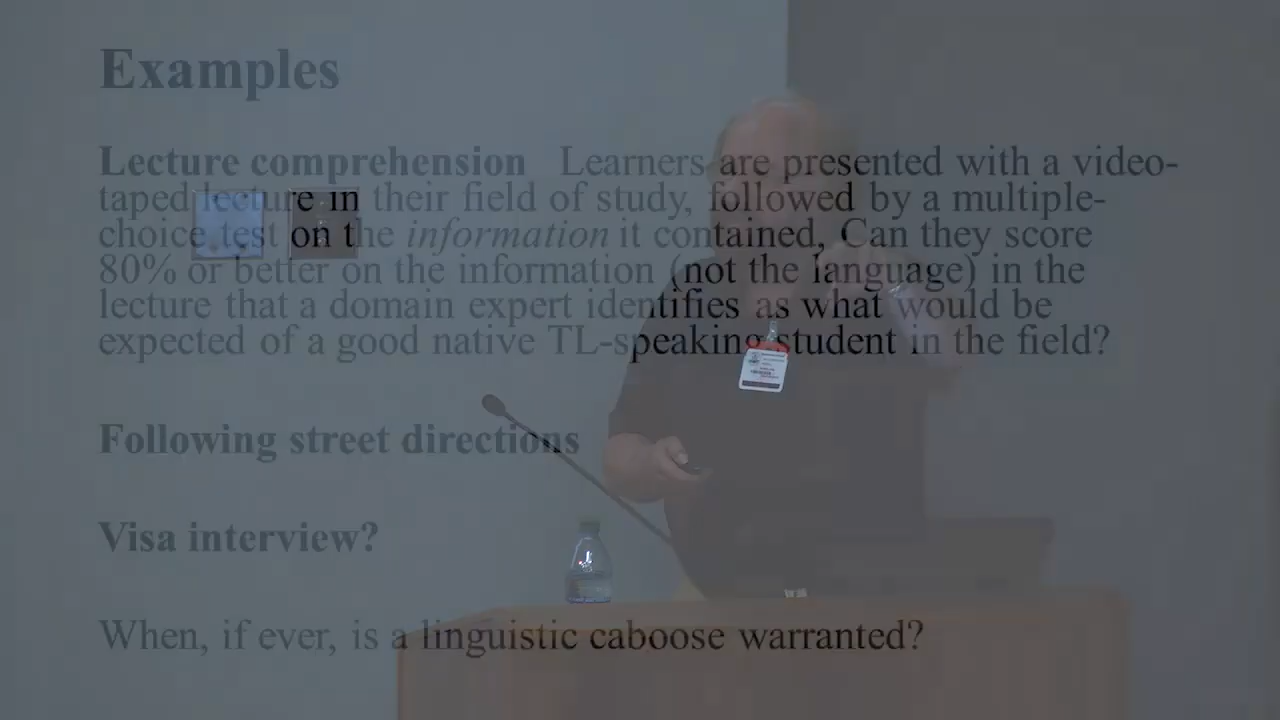 Examples
Lecture comprehension Learners are presented with a video-
taped lecture in their field of study, followed by a multiple-
choice test on the information it contained, Can they score
80% or better on the information (not the language) in the
lecture that a domain expert identifies as what would be
expected of a good native TL-speaking student in the field?
Following street directions
Visa interview?
When, if ever, is a linguistic caboose warranted?